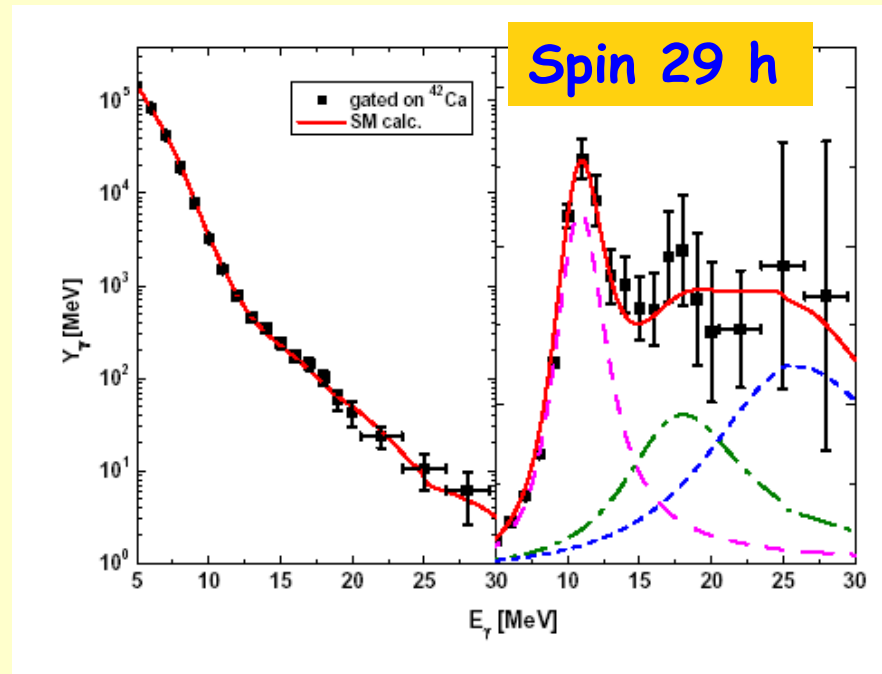 Spin 29 h
gated on ⁴²Ca
SM calc.
10⁵
10⁴
10³
10²
10¹
10⁰
Yγ [MeV]
5 10 15 20 25 30 10 15 20 25 30
Eγ [MeV]